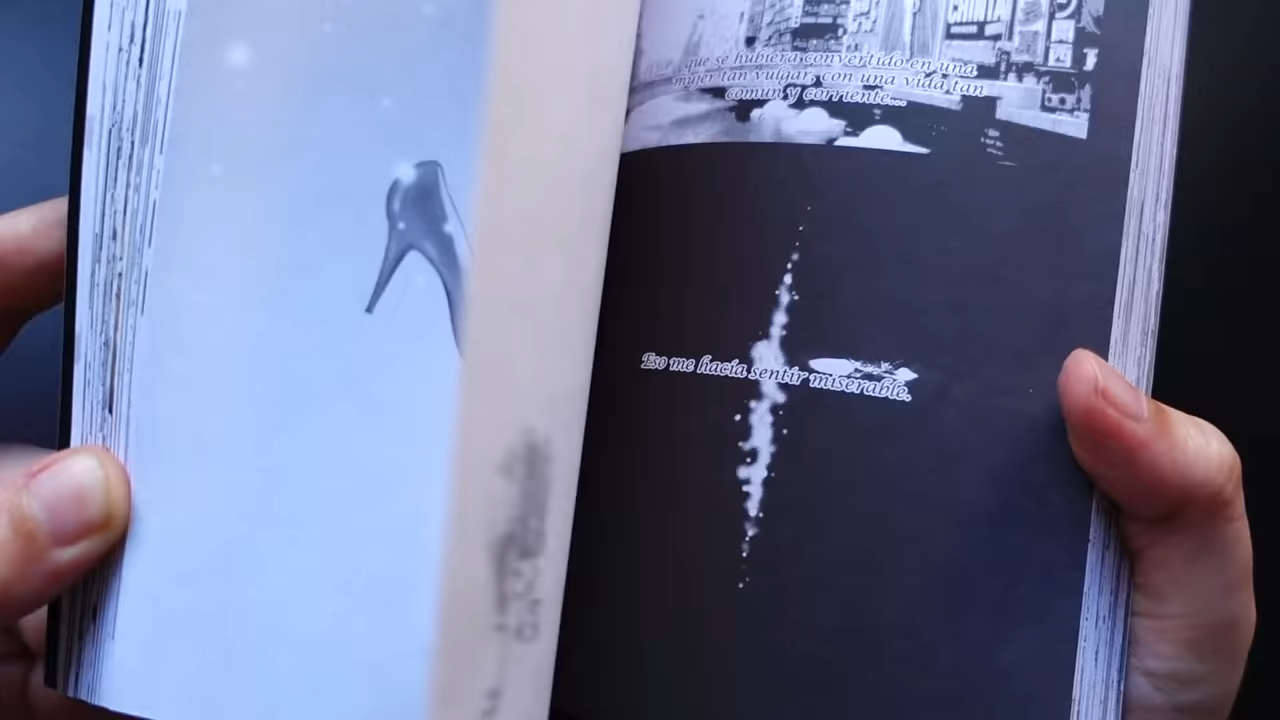 CHINTAI
que se hubiera convertido en una
mujer tan vulgar, con una vida tan
común y corriente...
Eso me hacía sentir miserable.